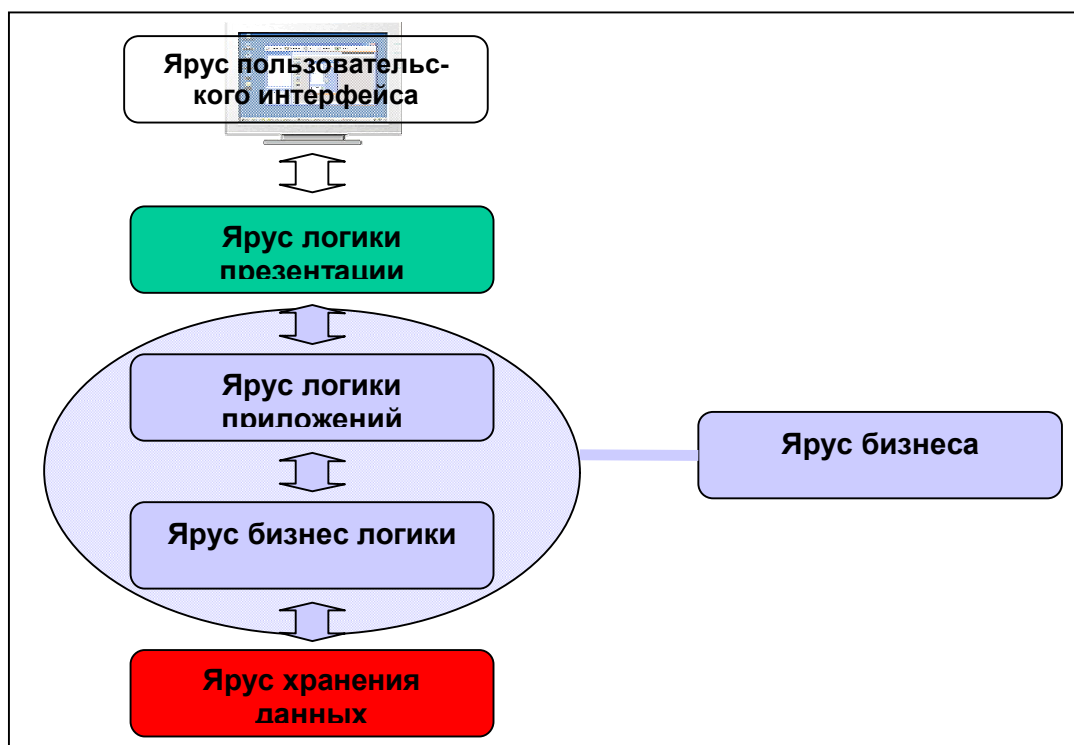 Ярус пользовательс-
кого интерфейса
Ярус логики
презентации
Ярус логики
приложений
Ярус бизнеса
Ярус бизнес логики
Ярус хранения
данных